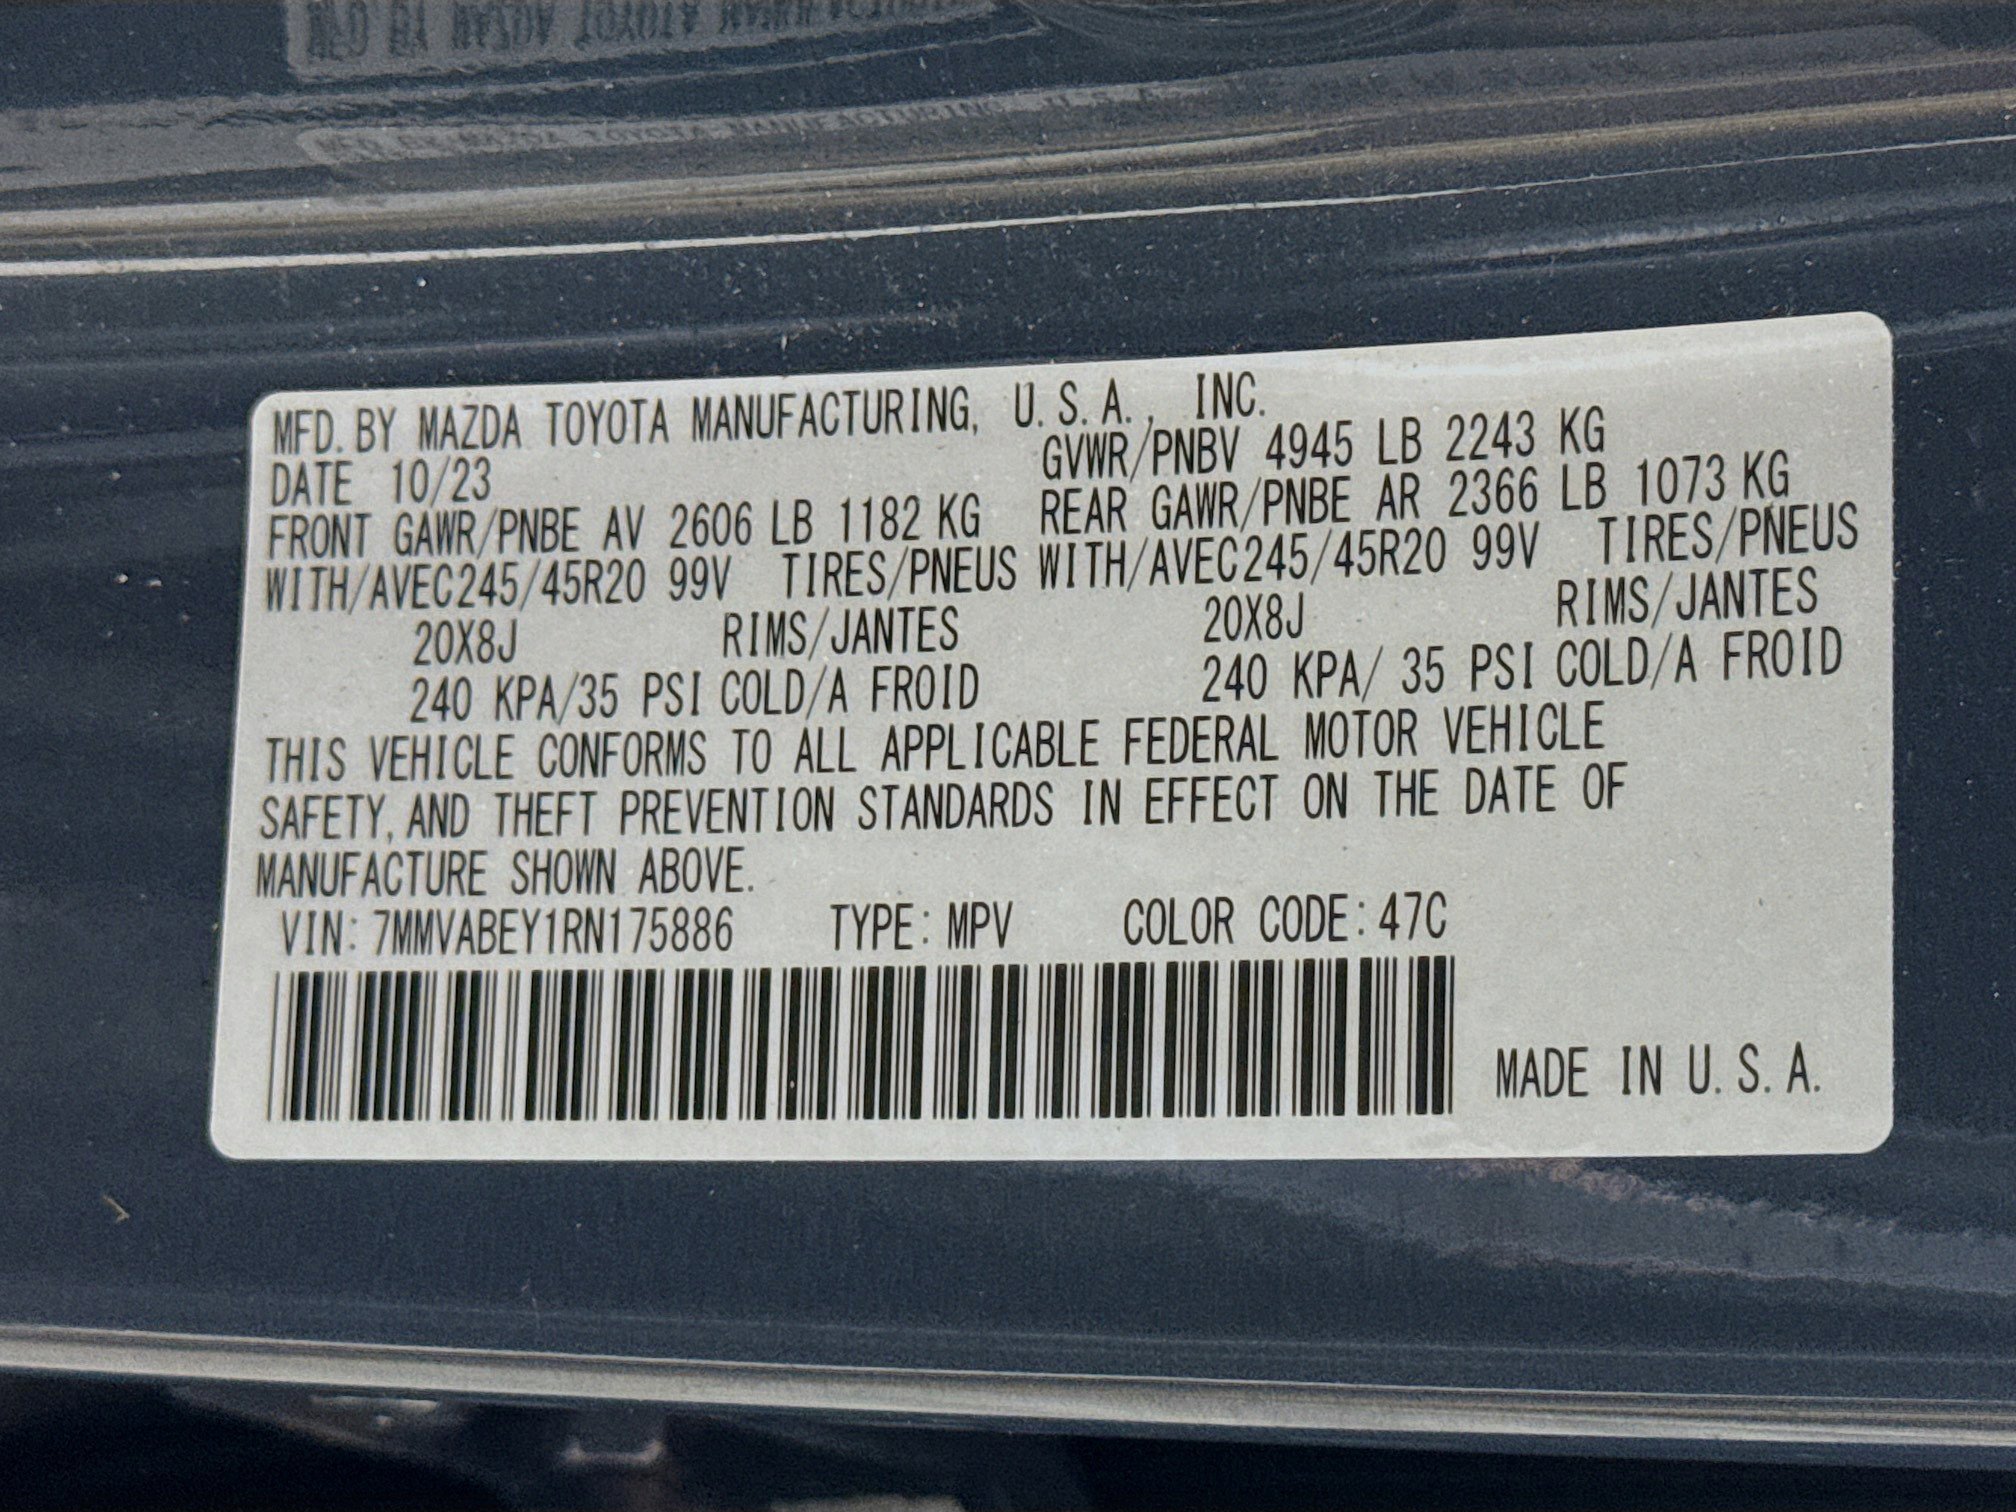 MFD. BY MAZDA TOYOTA MANUFACTURING, U.S.A., INC.
DATE 10/23 GVWR/PNBV 4945 LB 2243 KG
FRONT GAWR/PNBE AV 2606 LB 1182 KG REAR GAWR/PNBE AR 2366 LB 1073 KG
WITH/AVEC 245/45R20 99V TIRES/PNEUS WITH/AVEC 245/45R20 99V TIRES/PNEUS
20X8J RIMS/JANTES 20X8J RIMS/JANTES
240 KPA/35 PSI COLD/A FROID 240 KPA/ 35 PSI COLD/A FROID
THIS VEHICLE CONFORMS TO ALL APPLICABLE FEDERAL MOTOR VEHICLE
SAFETY, AND THEFT PREVENTION STANDARDS IN EFFECT ON THE DATE OF
MANUFACTURE SHOWN ABOVE.
VIN: 7MMVABEY1RN175886 TYPE: MPV COLOR CODE: 47C
MADE IN U.S.A.